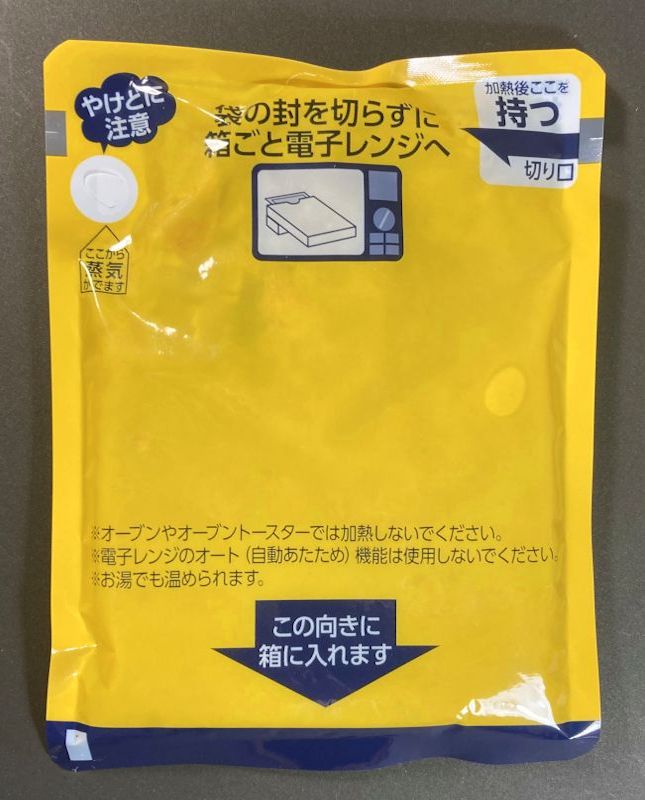 やけどに
注意
袋の封を切らずに
箱ごと電子レンジへ
加熱後ここを
持つ
切り口
ここから
蒸気
がでます
※オーブンやオーブントースターでは加熱しないでください。
※電子レンジのオート（自動あたため）機能は使用しないでください。
※お湯でも温められます。
この向きに
箱に入れます